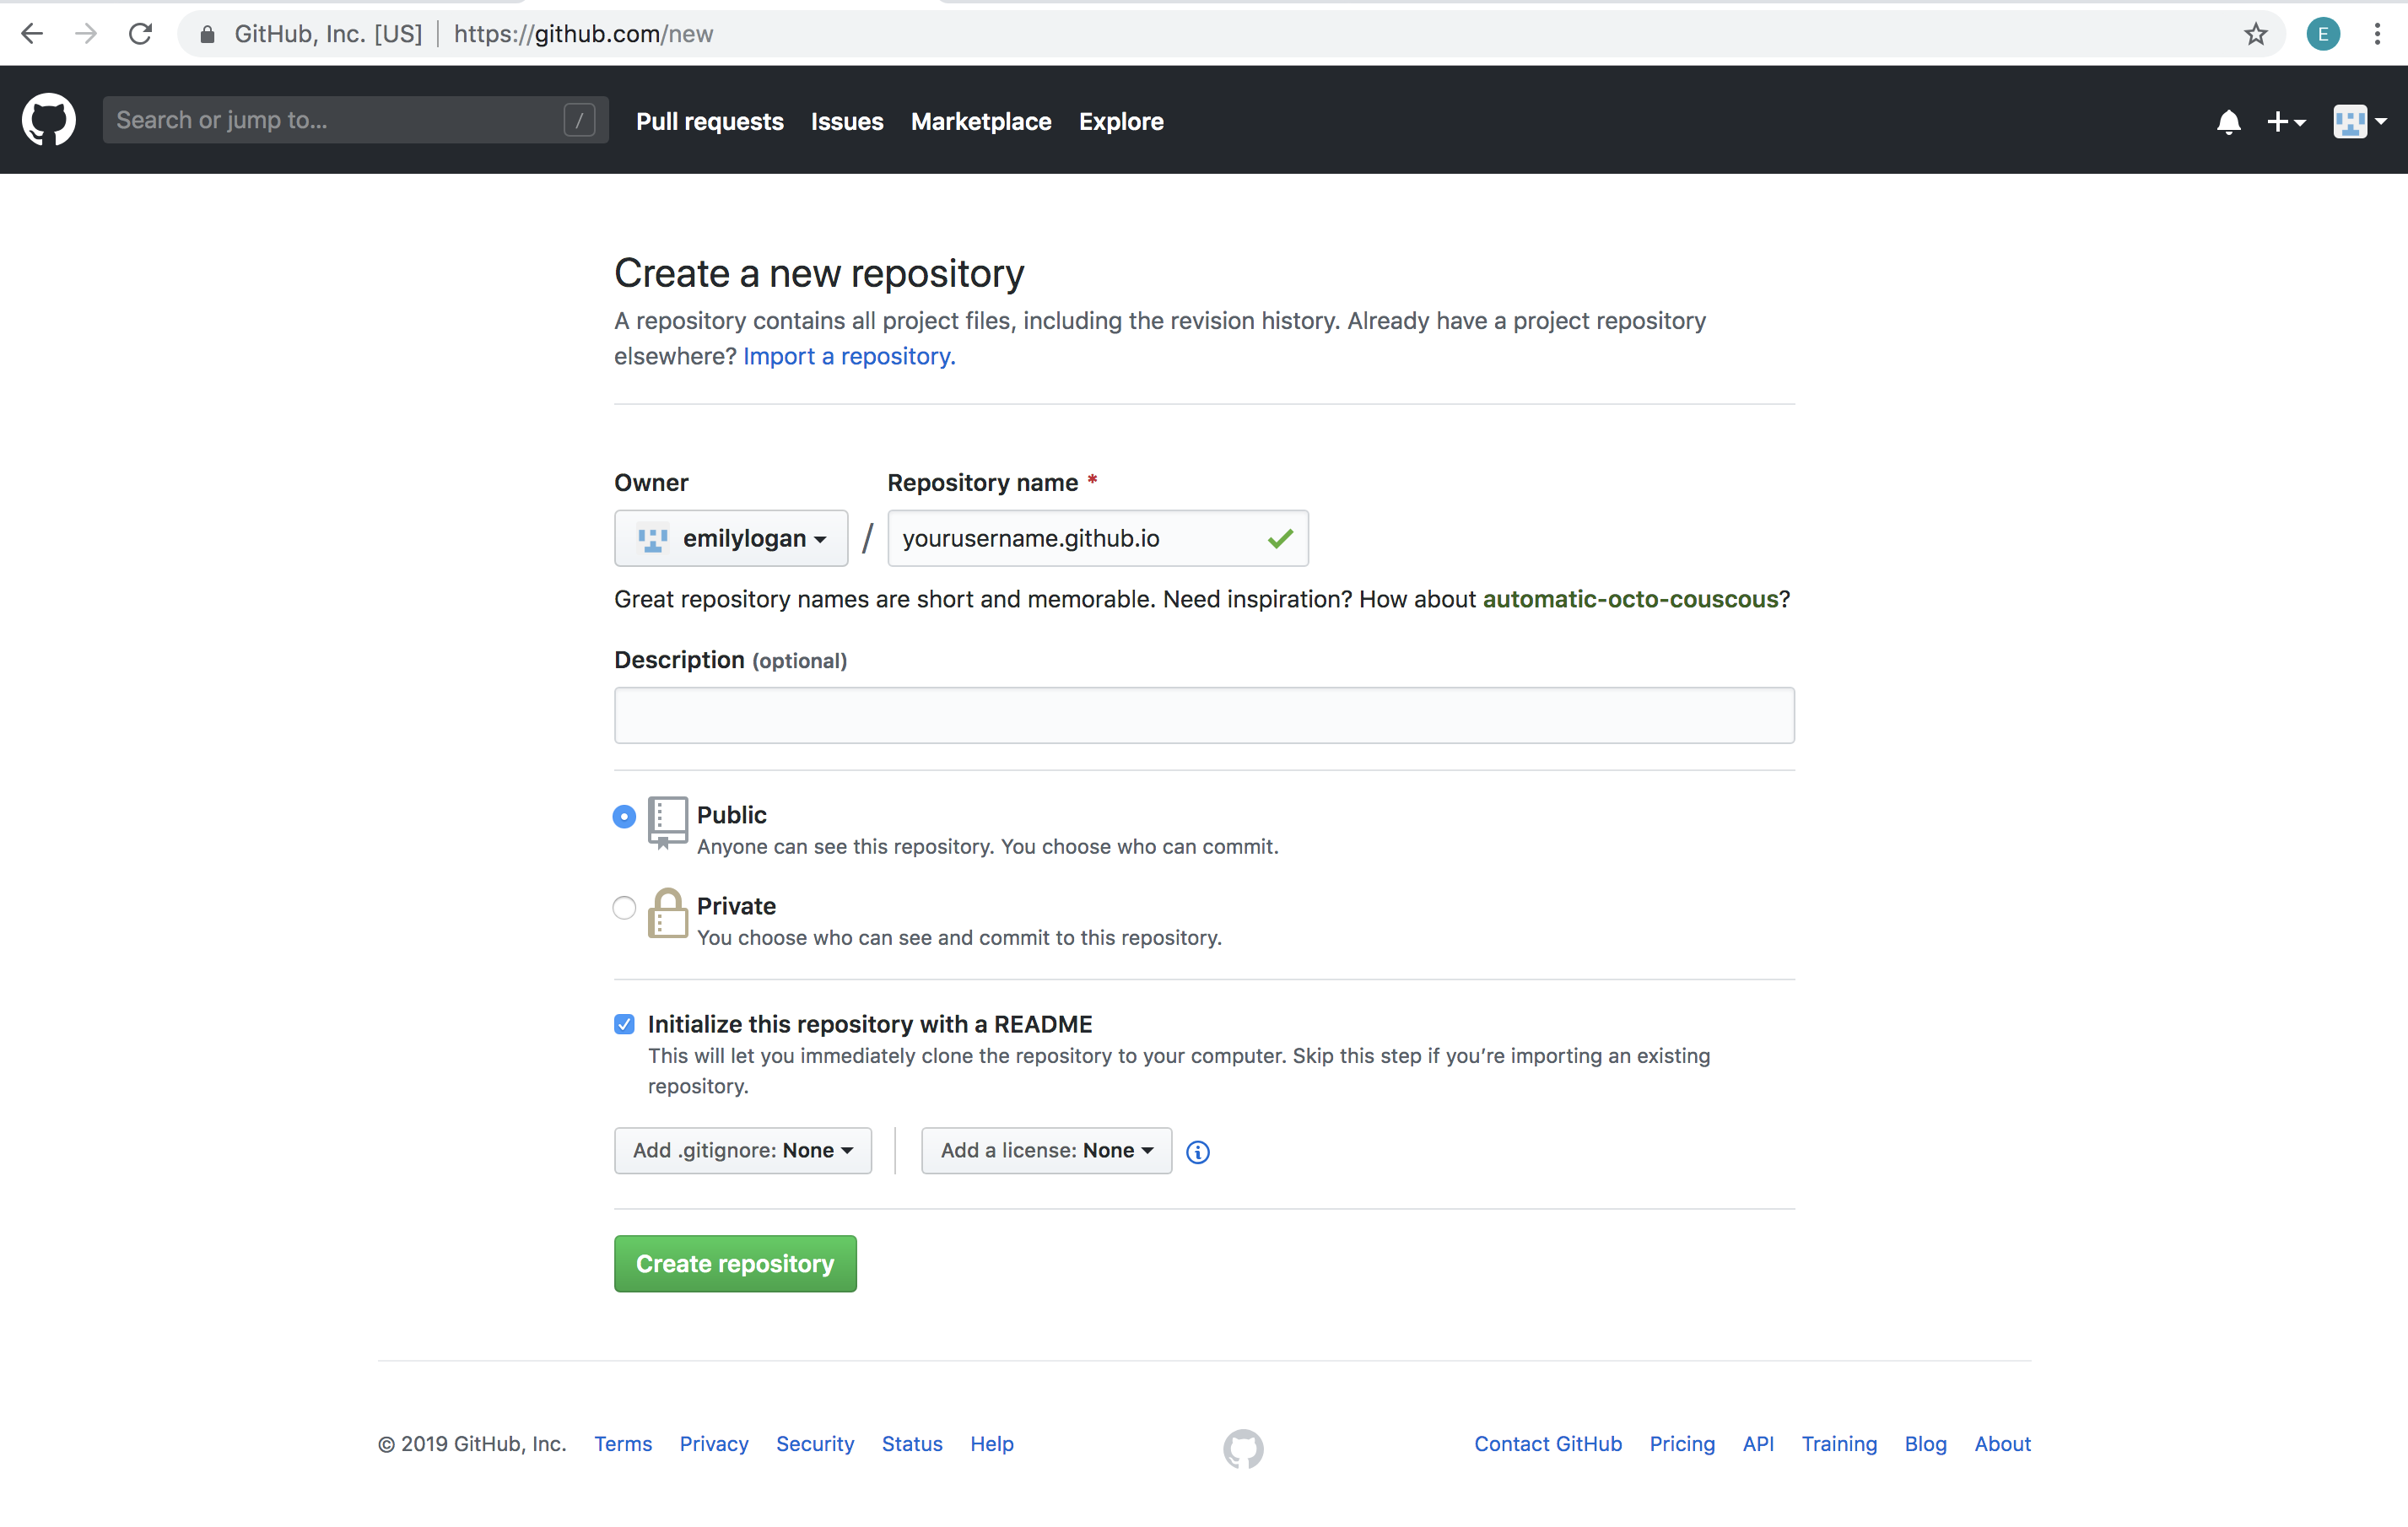 GitHub, Inc. [US] https://github.com/new
E
Search or jump to... /
Pull requests Issues Marketplace Explore
Create a new repository
A repository contains all project files, including the revision history. Already have a project repository
elsewhere? Import a repository.
Owner Repository name *
emilylogan / yourusername.github.io
Great repository names are short and memorable. Need inspiration? How about automatic-octo-couscous?
Description (optional)
Public
Anyone can see this repository. You choose who can commit.
Private
You choose who can see and commit to this repository.
Initialize this repository with a README
This will let you immediately clone the repository to your computer. Skip this step if you’re importing an existing
repository.
Add .gitignore: None Add a license: None
Create repository
© 2019 GitHub, Inc. Terms Privacy Security Status Help Contact GitHub Pricing API Training Blog About